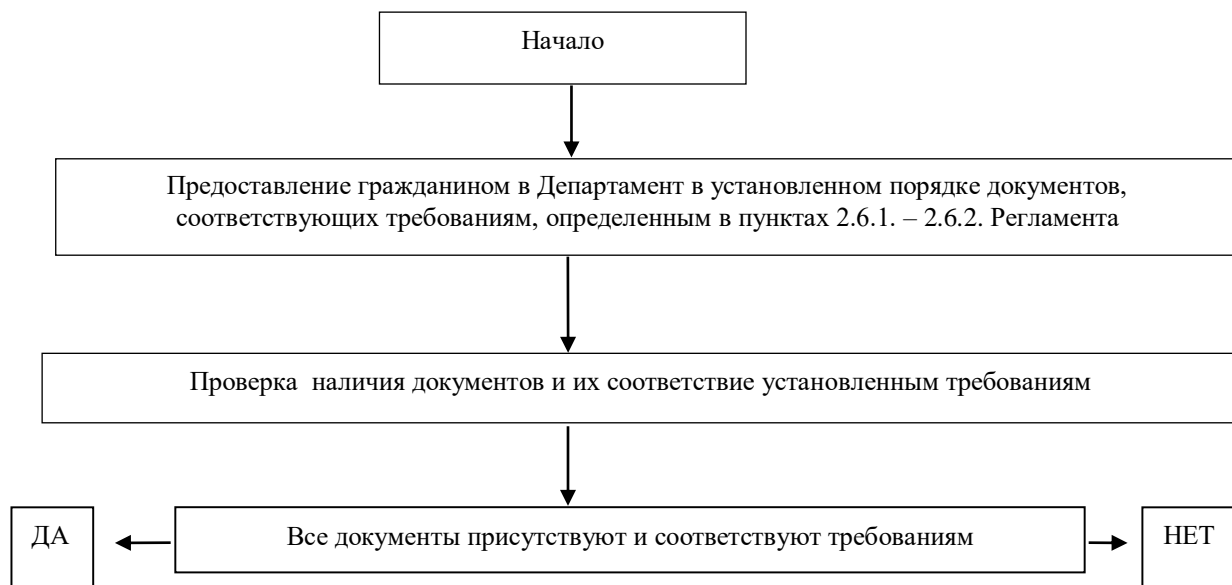 Начало
Предоставление гражданином в Департамент в установленном порядке документов,
соответствующих требованиям, определенным в пунктах 2.6.1. – 2.6.2. Регламента
Проверка  наличия документов и их соответствие установленным требованиям
ДА
Все документы присутствуют и соответствуют требованиям
НЕТ